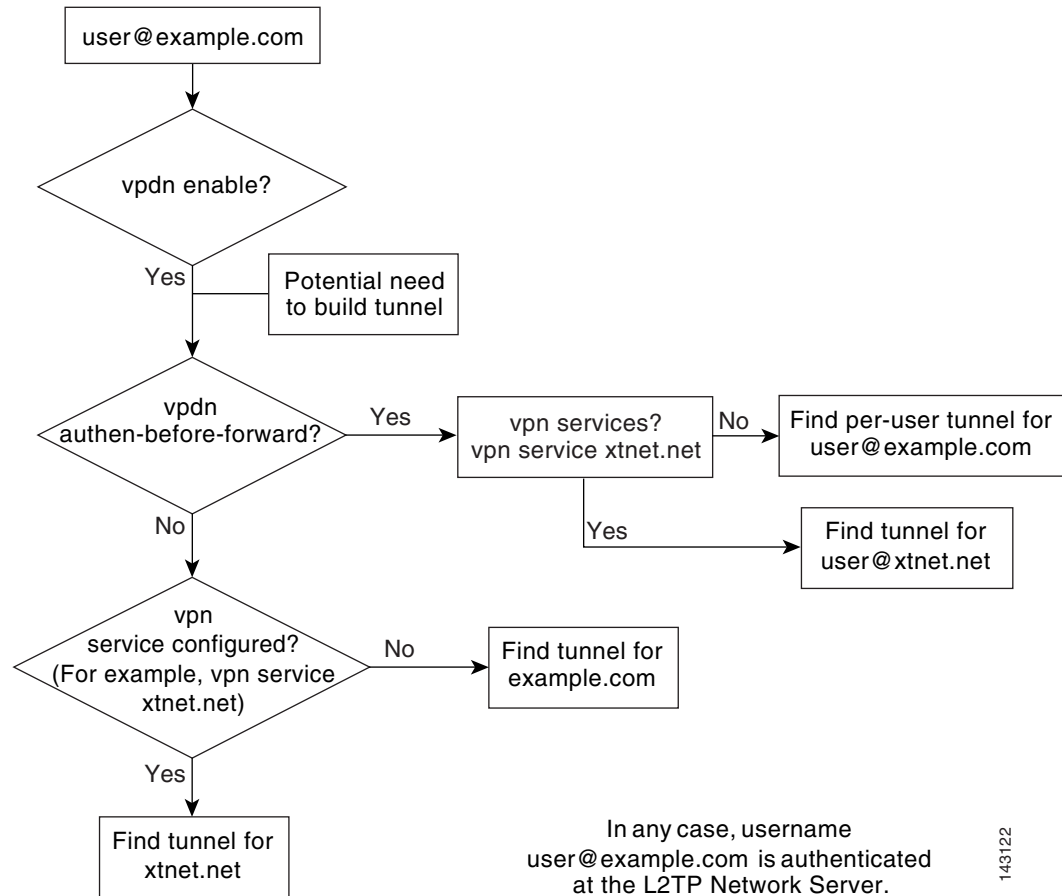 user@example.com
vpdn enable?
Yes
Potential need
to build tunnel
vpdn
authen-before-forward?
Yes
vpn services?
vpn service xtnet.net
No
Find per-user tunnel for
user@example.com
Yes
Find tunnel for
user@xtnet.net
No
vpn
service configured?
(For example, vpn service
xtnet.net)
No
Find tunnel for
example.com
Yes
Find tunnel for
xtnet.net
In any case, username
user@example.com is authenticated
at the L2TP Network Server.
143122